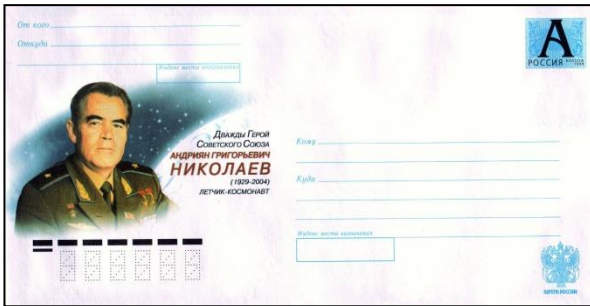 От кого
Откуда
Индекс места отправления
А
РОССИЯ
Дважды Герой
Советского Союза
АНДРИЯН ГРИГОРЬЕВИЧ
НИКОЛАЕВ
(1929-2004)
ЛЕТЧИК-КОСМОНАВТ
Кому
Куда
Индекс места назначения
ПОЧТА РОССИИ